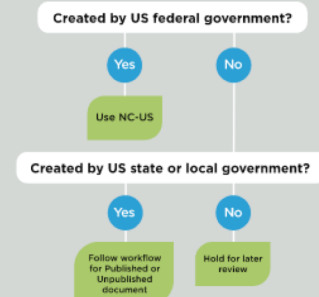 Created by US federal government?
Yes
No
Use NC-US
Created by US state or local government?
Yes
No
Follow workflow
for Published or
Unpublished
document
Hold for later
review